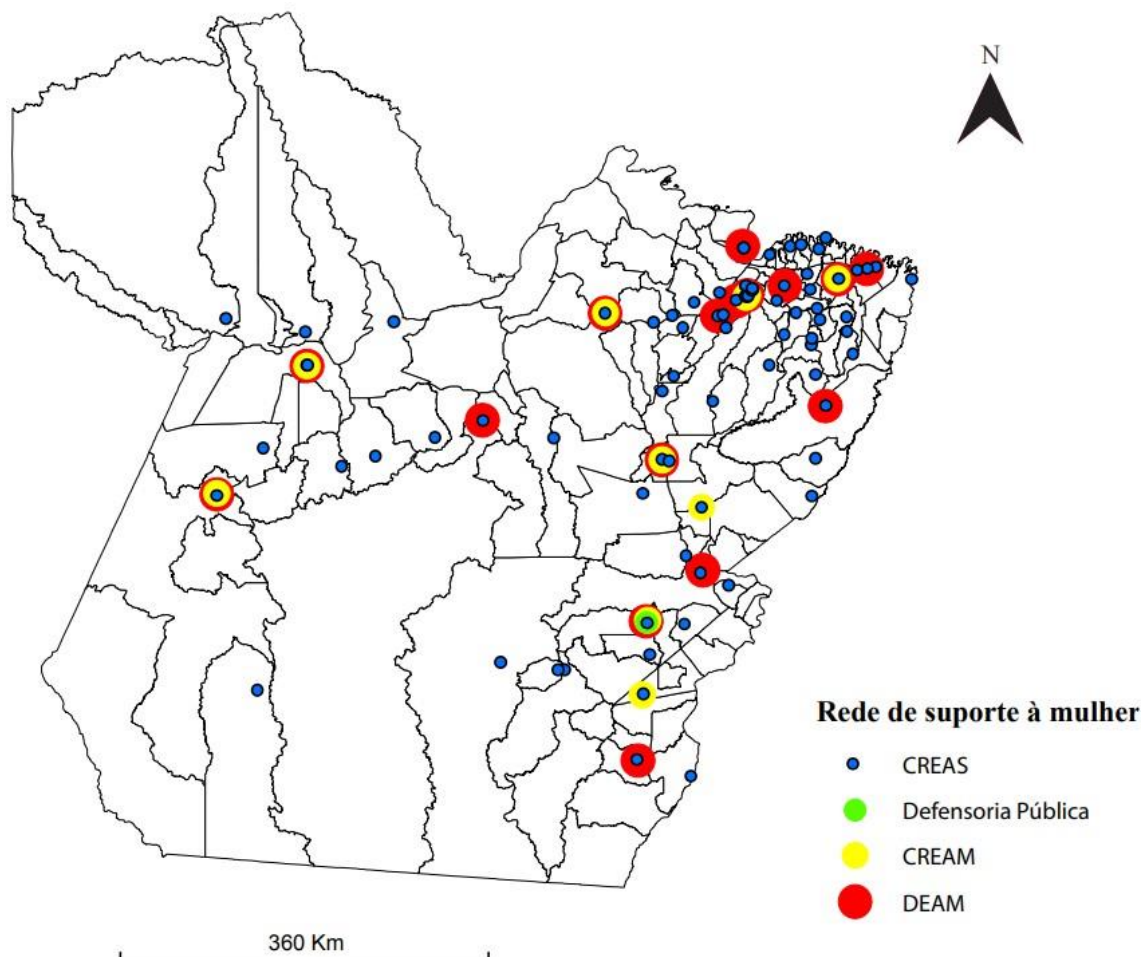 N
Rede de suporte à mulher
CREAS
Defensoria Pública
CREAM
DEAM
360 Km